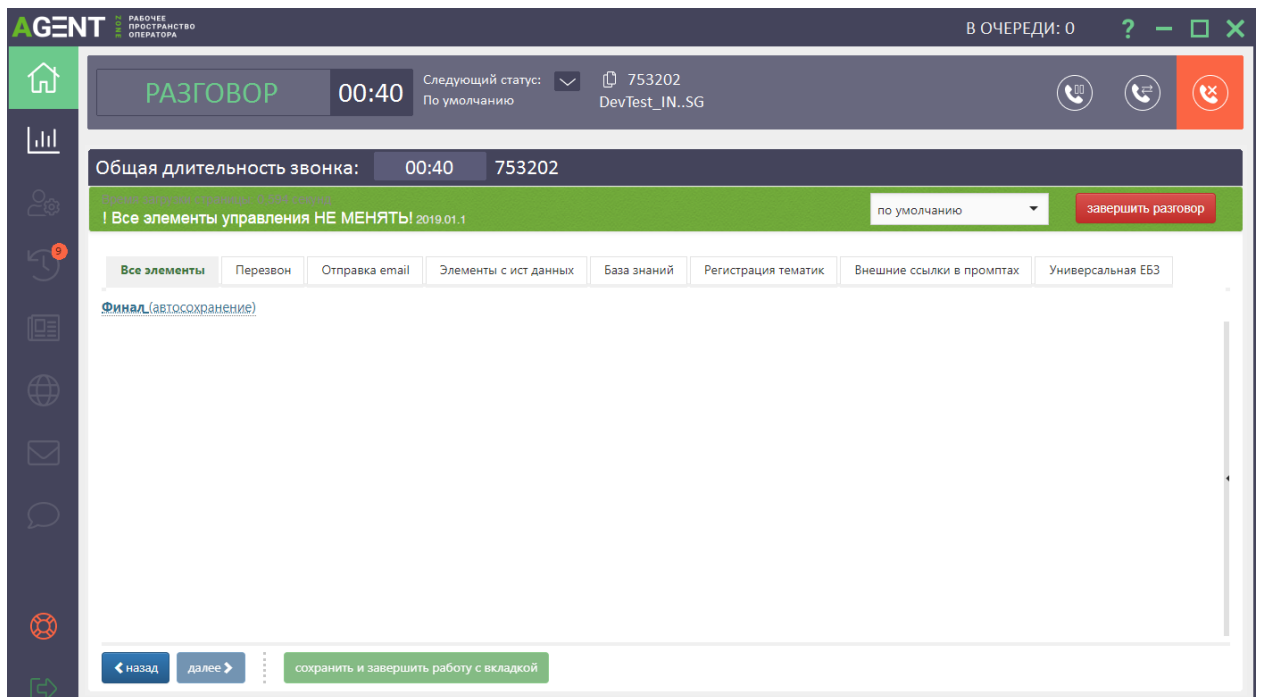 AGENT ZONE РАБОЧЕЕ
ПРОСТРАНСТВО
ОПЕРАТОРА
В ОЧЕРЕДИ: 0
?
РАЗГОВОР
00:40
Следующий статус:
По умолчанию
753202
DevTest_IN..SG
Общая длительность звонка: 00:40 753202
! Все элементы управления НЕ МЕНЯТЬ! 2019.01.1
по умолчанию
завершить разговор
9
Все элементы
Перезвон
Отправка email
Элементы с ист данных
База знаний
Регистрация тематик
Внешние ссылки в промптах
Универсальная ЕБЗ
Финал (автосохранение)
назад
далее
сохранить и завершить работу с вкладкой